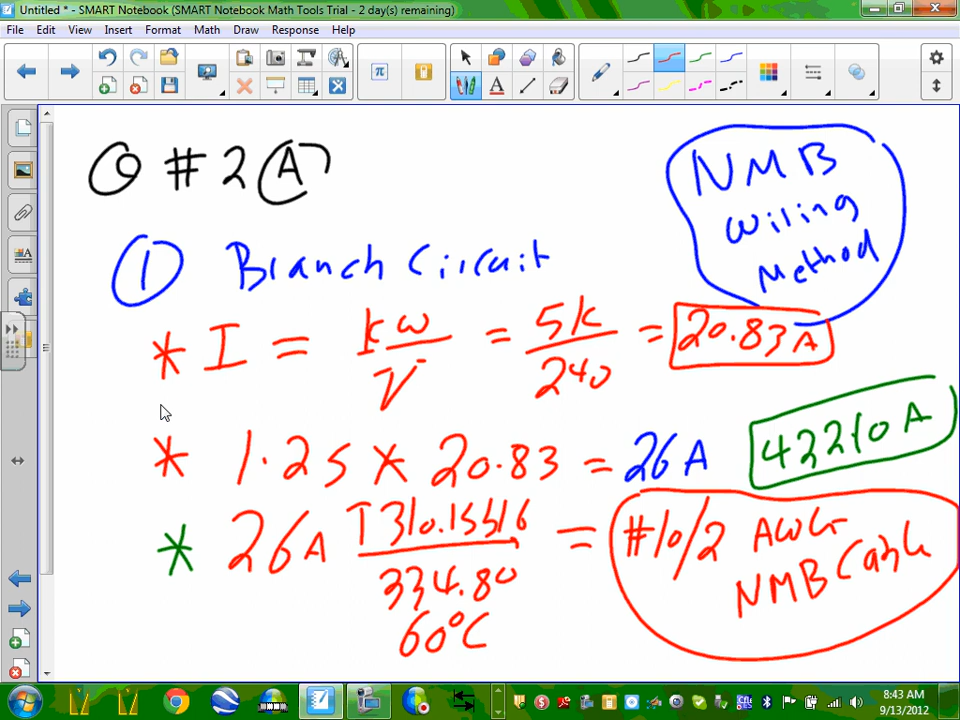 Untitled * - SMART Notebook (SMART Notebook Math Tools Trial - 2 day(s) remaining)
File Edit View Insert Format Math Draw Response Help
Q #2 A
NMB
Wiring
Method
1 Branch Circuit
* I = kW/V = 5k/240 = 20.83A
* 1.25 * 20.83 = 26A
422.10 A
* 26A T310.15B16 = #10/2 AWG
334.80
NMB Cable
60°C
8:43 AM
9/13/2012